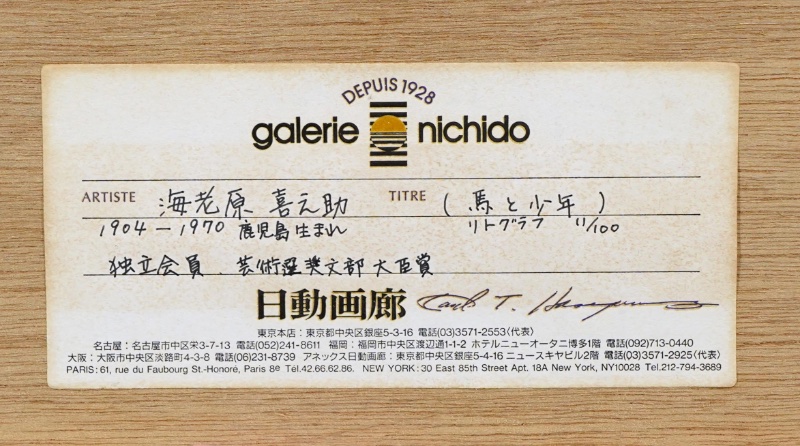 DEPUIS 1928
galerie nichido
ARTISTE 海老原 喜之助 TITRE (馬と少年)
1904-1970 鹿児島生まれ リトグラフ 11/100
独立会員. 芸術選奨文部大臣賞
日動画廊
東京本店:東京都中央区銀座5-3-16 電話(03)3571-2553〈代表〉
名古屋:名古屋市中区栄3-7-13 電話(052)241-8611 福岡:福岡市中央区渡辺通1-1-2 ホテルニューオータニ博多1階 電話(092)713-0440
大阪:大阪市中央区淡路町4-3-8 電話(06)231-8739 アネックス日動画廊:東京都中央区銀座5-4-16 ニュースキヤビル2階 電話(03)3571-2925〈代表〉
PARIS:61, rue du Faubourg St.-Honoré, Paris 8e Tél.42.66.62.86. NEW YORK:30 East 85th Street Apt. 18A New York, NY10028 Tel.212-794-3689